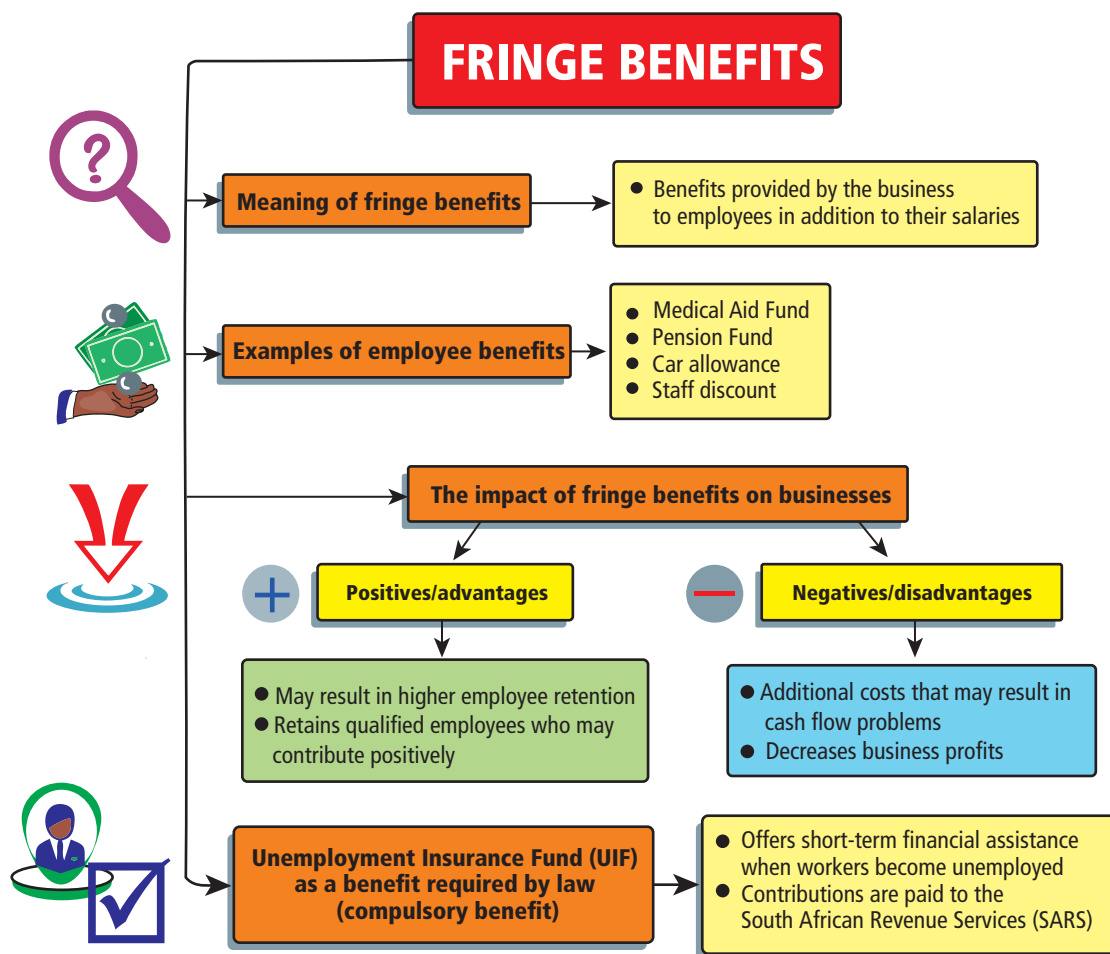 FRINGE BENEFITS
Meaning of fringe benefits
● Benefits provided by the business
to employees in addition to their salaries
Examples of employee benefits
● Medical Aid Fund
● Pension Fund
● Car allowance
● Staff discount
The impact of fringe benefits on businesses
Positives/advantages
● May result in higher employee retention
● Retains qualified employees who may
contribute positively
Negatives/disadvantages
● Additional costs that may result in
cash flow problems
● Decreases business profits
Unemployment Insurance Fund (UIF)
as a benefit required by law
(compulsory benefit)
● Offers short-term financial assistance
when workers become unemployed
● Contributions are paid to the
South African Revenue Services (SARS)